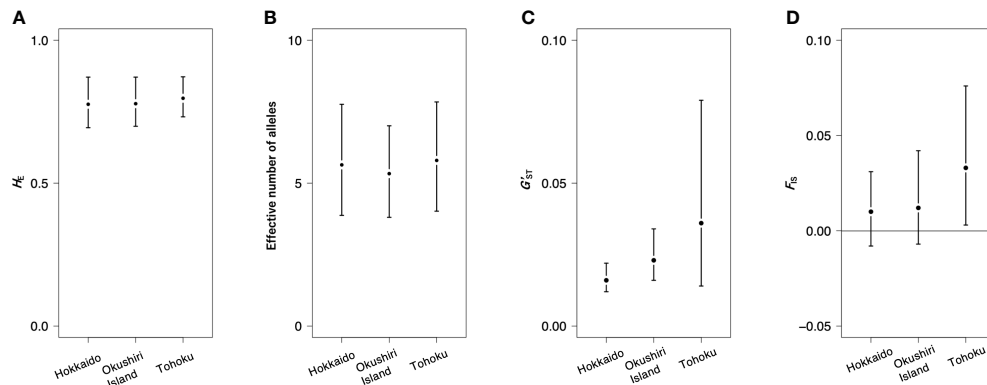 A
B
C
D
1.0
0.5
0.0
HE
Hokkaido
Okushiri
Island
Tohoku
10
5
0
Effective number of alleles
Hokkaido
Okushiri
Island
Tohoku
0.10
0.05
0.00
G'ST
Hokkaido
Okushiri
Island
Tohoku
0.10
0.05
0.00
−0.05
FIS
Hokkaido
Okushiri
Island
Tohoku